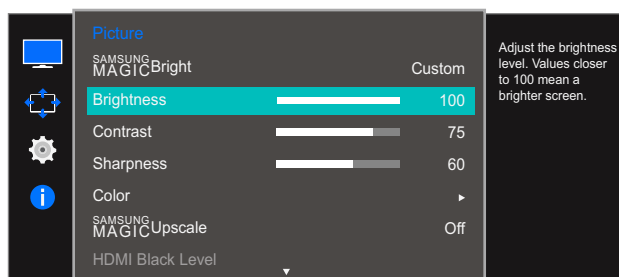 Picture
SAMSUNG
MAGICBright Custom
Brightness 100
Contrast 75
Sharpness 60
Color
SAMSUNG
MAGICUpscale Off
HDMI Black Level
Adjust the brightness
level. Values closer
to 100 mean a
brighter screen.